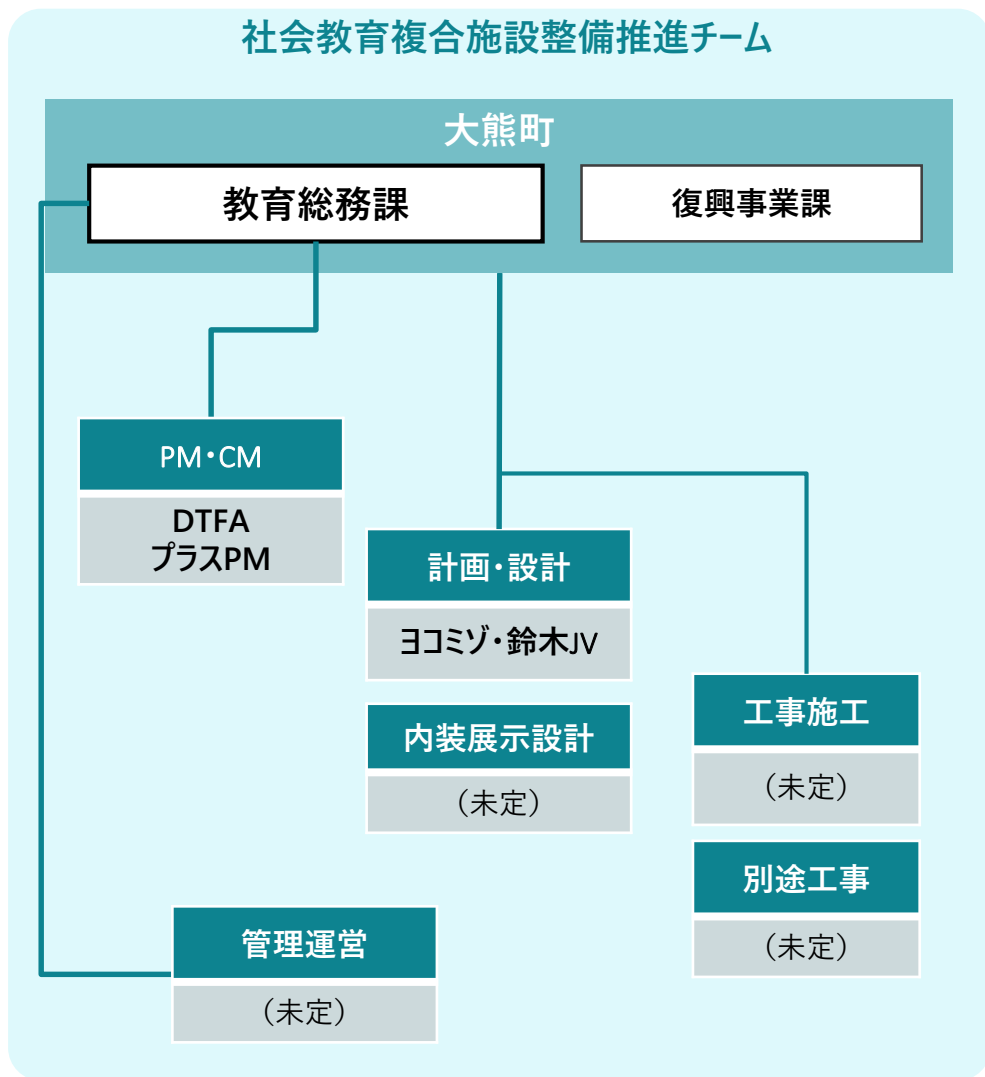 社会教育複合施設整備推進チーム
大熊町
教育総務課
復興事業課
PM・CM
DTFA
プラスPM
計画・設計
ヨコミゾ・鈴木JV
内装展示設計
（未定）
工事施工
（未定）
別途工事
（未定）
管理運営
（未定）